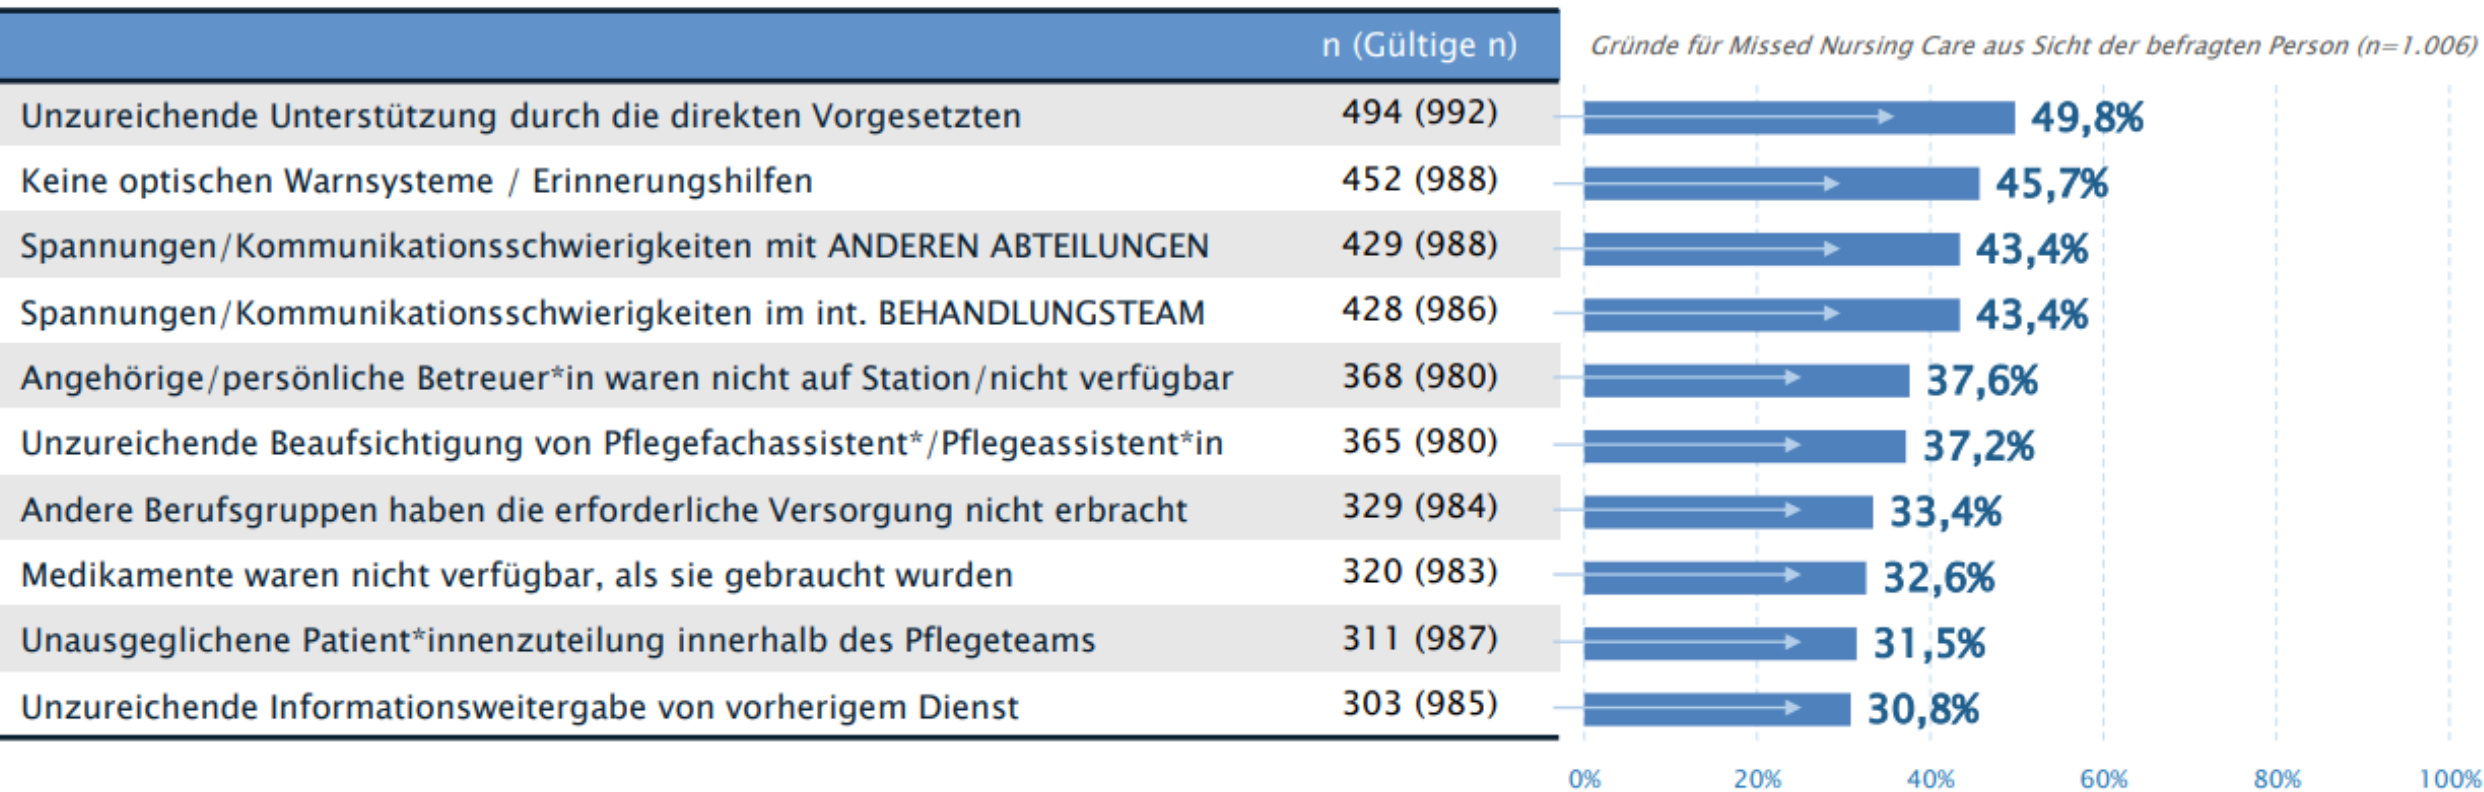 n (Gültige n) Gründe für Missed Nursing Care aus Sicht der befragten Person (n=1.006)
Unzureichende Unterstützung durch die direkten Vorgesetzten 494 (992) 49,8%
Keine optischen Warnsysteme / Erinnerungshilfen 452 (988) 45,7%
Spannungen/Kommunikationsschwierigkeiten mit ANDEREN ABTEILUNGEN 429 (988) 43,4%
Spannungen/Kommunikationsschwierigkeiten im int. BEHANDLUNGSTEAM 428 (986) 43,4%
Angehörige/persönliche Betreuer*in waren nicht auf Station/nicht verfügbar 368 (980) 37,6%
Unzureichende Beaufsichtigung von Pflegefachassistent*/Pflegeassistent*in 365 (980) 37,2%
Andere Berufsgruppen haben die erforderliche Versorgung nicht erbracht 329 (984) 33,4%
Medikamente waren nicht verfügbar, als sie gebraucht wurden 320 (983) 32,6%
Unausgeglichene Patient*innenzuteilung innerhalb des Pflegeteams 311 (987) 31,5%
Unzureichende Informationsweitergabe von vorherigem Dienst 303 (985) 30,8%
0% 20% 40% 60% 80% 100%